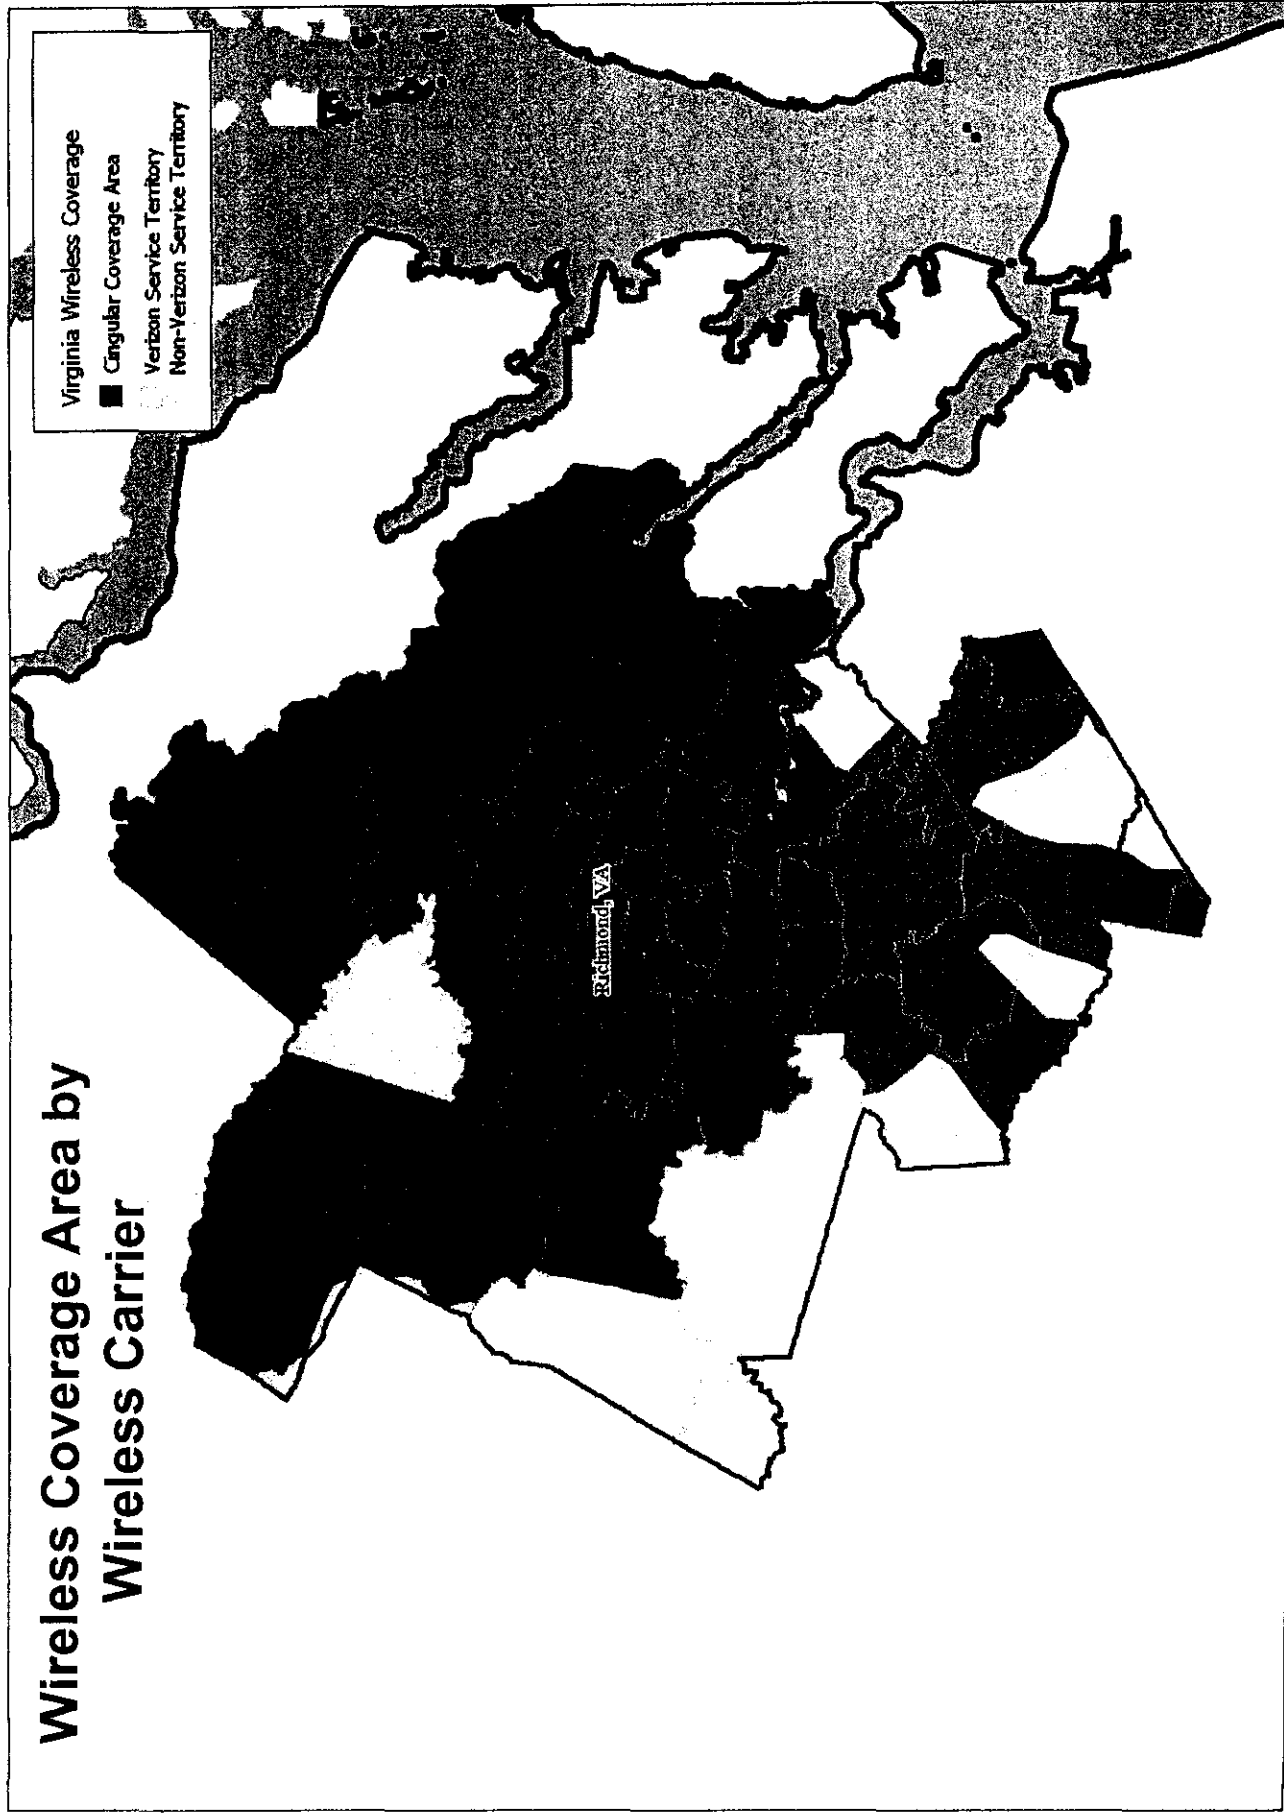 Wireless Coverage Area by
Wireless Carrier
Virginia Wireless Coverage
Cingular Coverage Area
Verizon Service Territory
Non-Verizon Service Territory
Richmond, VA